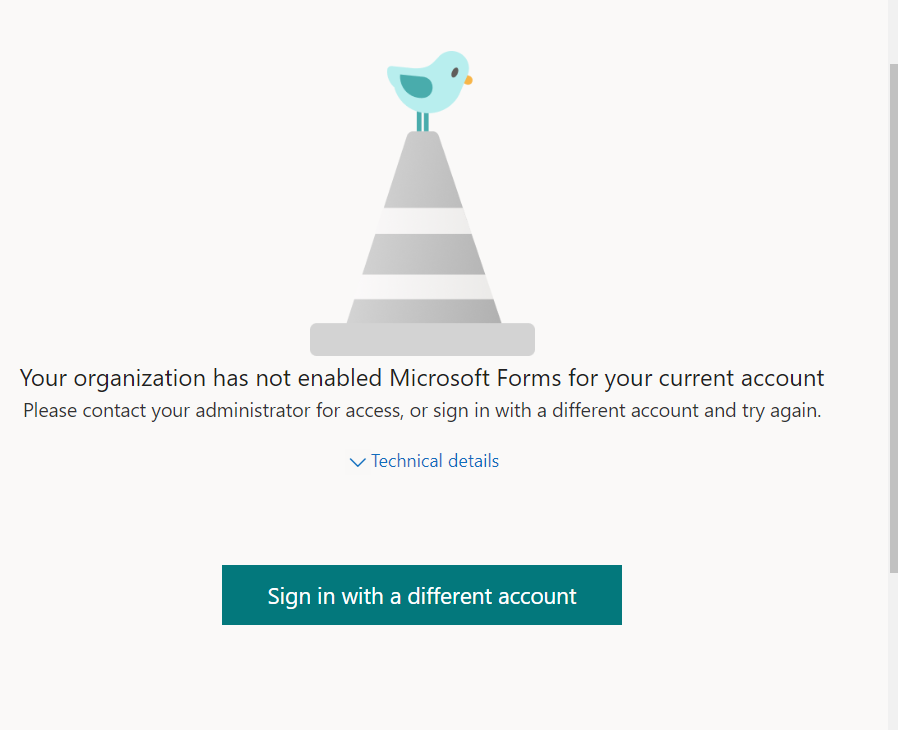 Your organization has not enabled Microsoft Forms for your current account
Please contact your administrator for access, or sign in with a different account and try again.
Technical details
Sign in with a different account